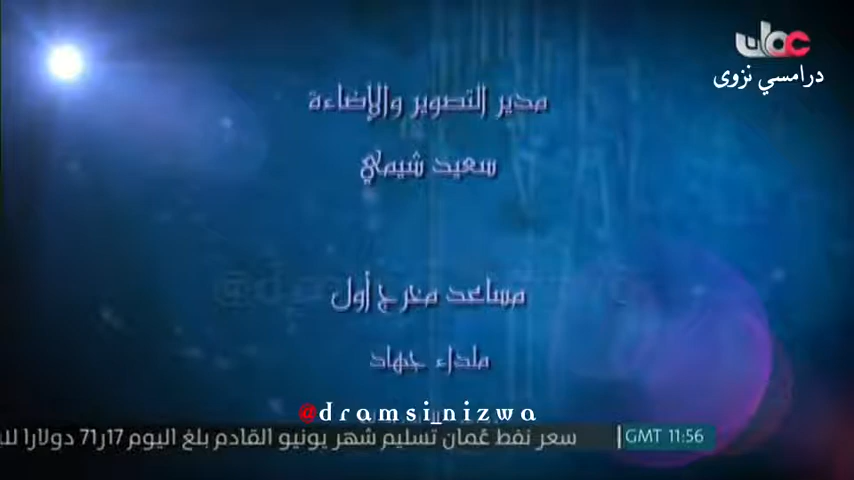 عمان
درامسي نزوى
مدير التصوير والإضاءة
سعيد شيمي
مساعد مخرج أول
ملداء جهاد
@dramsi_nizwa
سعر نفط عُمان تسليم شهر يونيو القادم بلغ اليوم 17ر71 دولارا
GMT 11:56